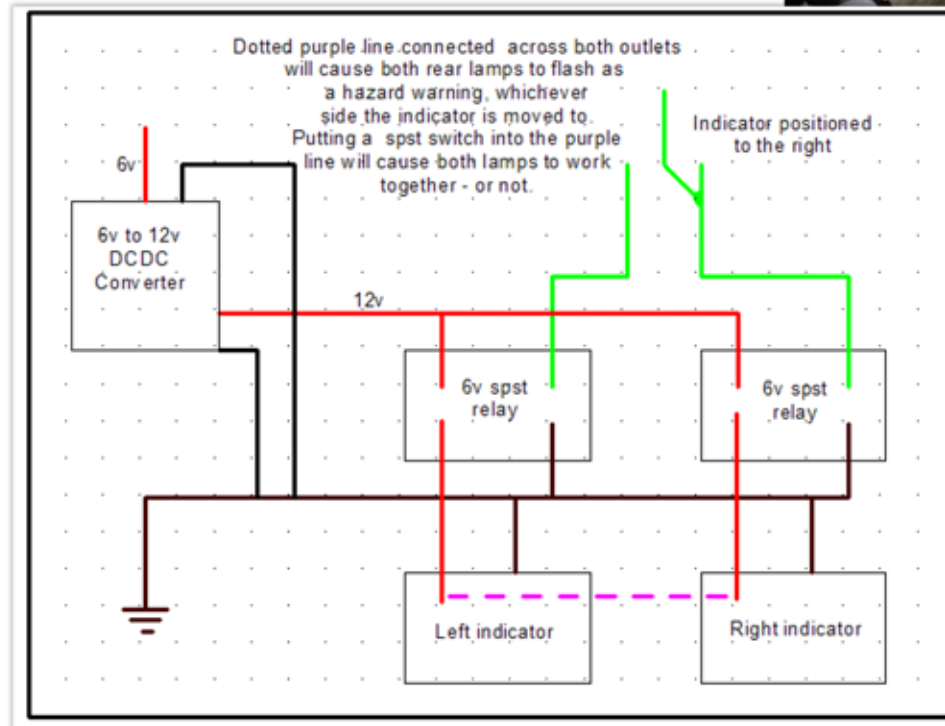 Dotted purple line connected across both outlets
will cause both rear lamps to flash as
a hazard warning, whichever
side the indicator is moved to.
Putting a spst switch into the purple
line will cause both lamps to work
together - or not.
Indicator positioned
to the right
6v
6v to 12v
DCDC
Converter
12v
6v spst
relay
6v spst
relay
Left indicator
Right indicator